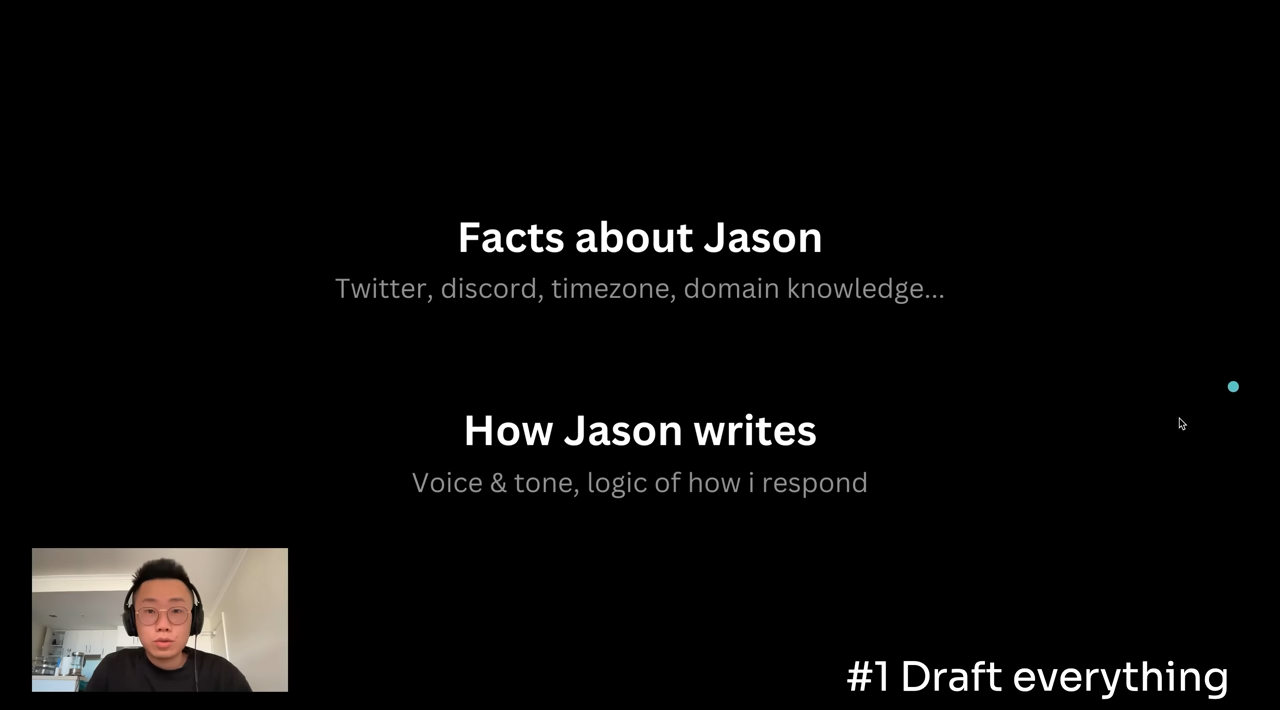 Facts about Jason
Twitter, discord, timezone, domain knowledge...
How Jason writes
Voice & tone, logic of how i respond
#1 Draft everything